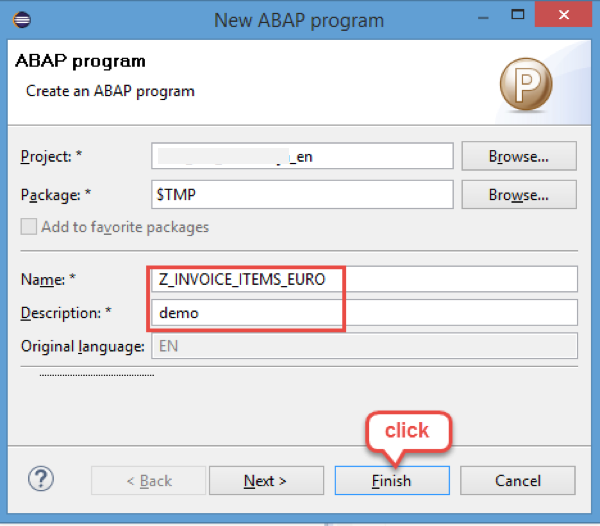 New ABAP program
ABAP program
Create an ABAP program
P
Project: * _en Browse...
Package: * $TMP Browse...
Add to favorite packages
Name: * Z_INVOICE_ITEMS_EURO
Description: * demo
Original language: EN
click
? < Back Next > Finish Cancel